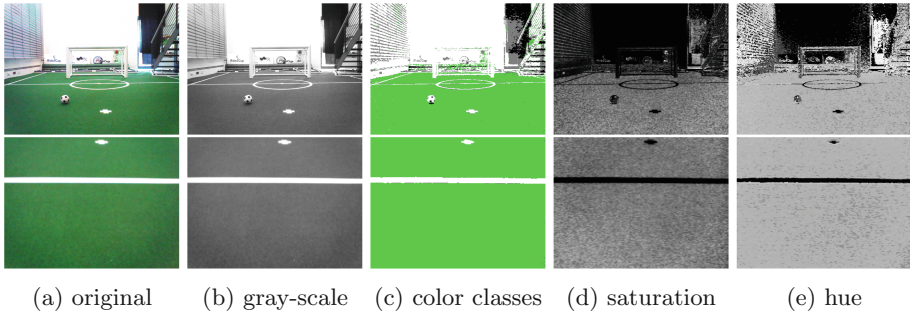 (a) original (b) gray-scale (c) color classes (d) saturation (e) hue